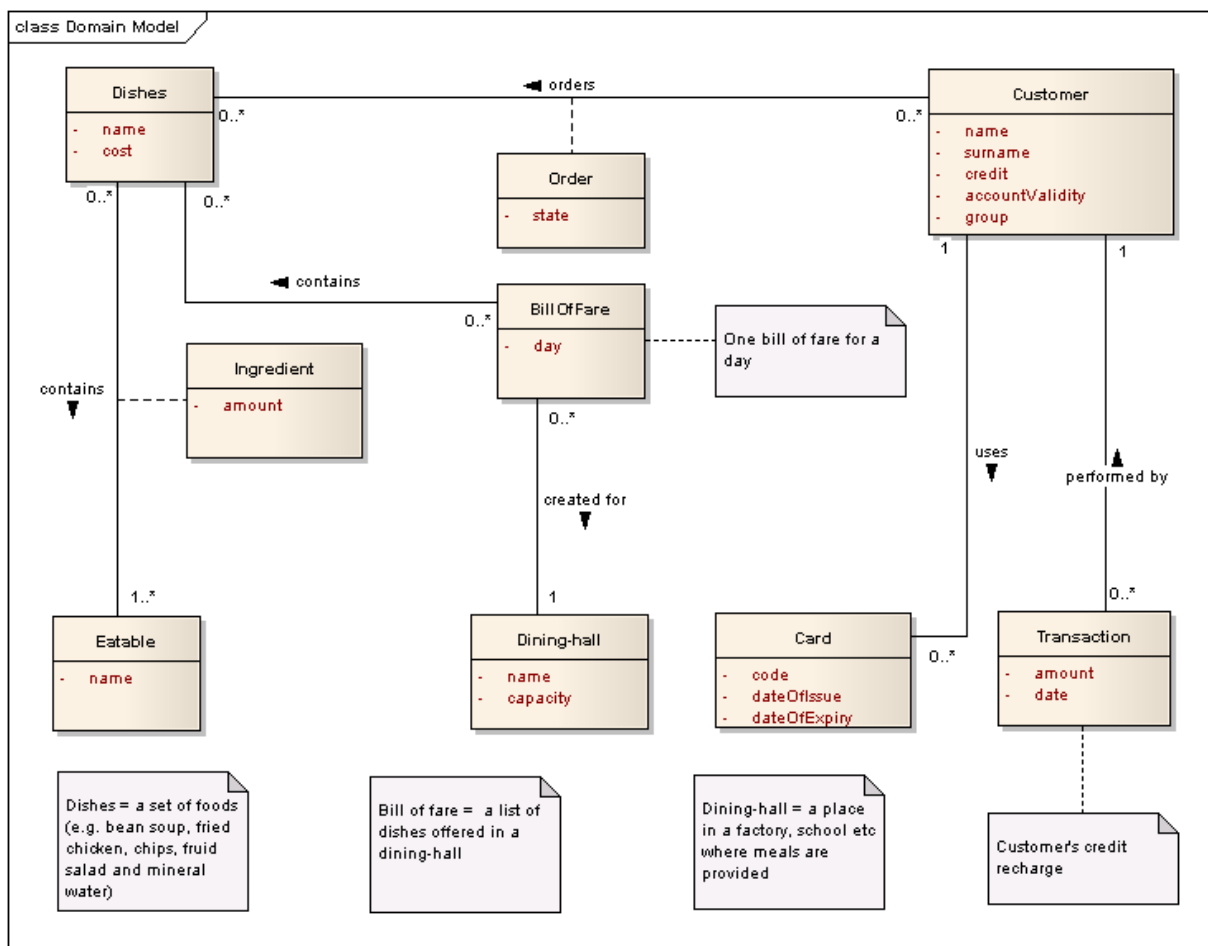 class Domain Model
Dishes
- name
- cost
0..*
orders
0..*
Customer
- name
- surname
- credit
- accountValidity
- group
Order
- state
0..*
0..*
1
1
contains
0..*
BillOfFare
- day
One bill of fare for a
day
Ingredient
- amount
contains
0..*
uses
performed by
created for
1..*
1
0..*
0..*
Eatable
- name
Dining-hall
- name
- capacity
Card
- code
- dateOfIssue
- dateOfExpiry
Transaction
- amount
- date
Dishes = a set of foods
(e.g. bean soup, fried
chicken, chips, fruid
salad and mineral
water)
Bill of fare = a list of
dishes offered in a
dining-hall
Dining-hall = a place
in a factory, school etc
where meals are
provided
Customer's credit
recharge